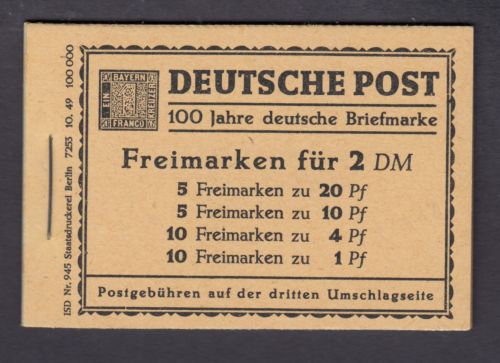 ISD Nr. 945 Staatsdruckerei Berlin 7253 10. 49 100 000
BAYERN
EIN
KREUZER
FRANCO
DEUTSCHE POST
100 Jahre deutsche Briefmarke
Freimarken für 2 DM
5 Freimarken zu 20 Pf
5 Freimarken zu 10 Pf
10 Freimarken zu 4 Pf
10 Freimarken zu 1 Pf
Postgebühren auf der dritten Umschlagseite